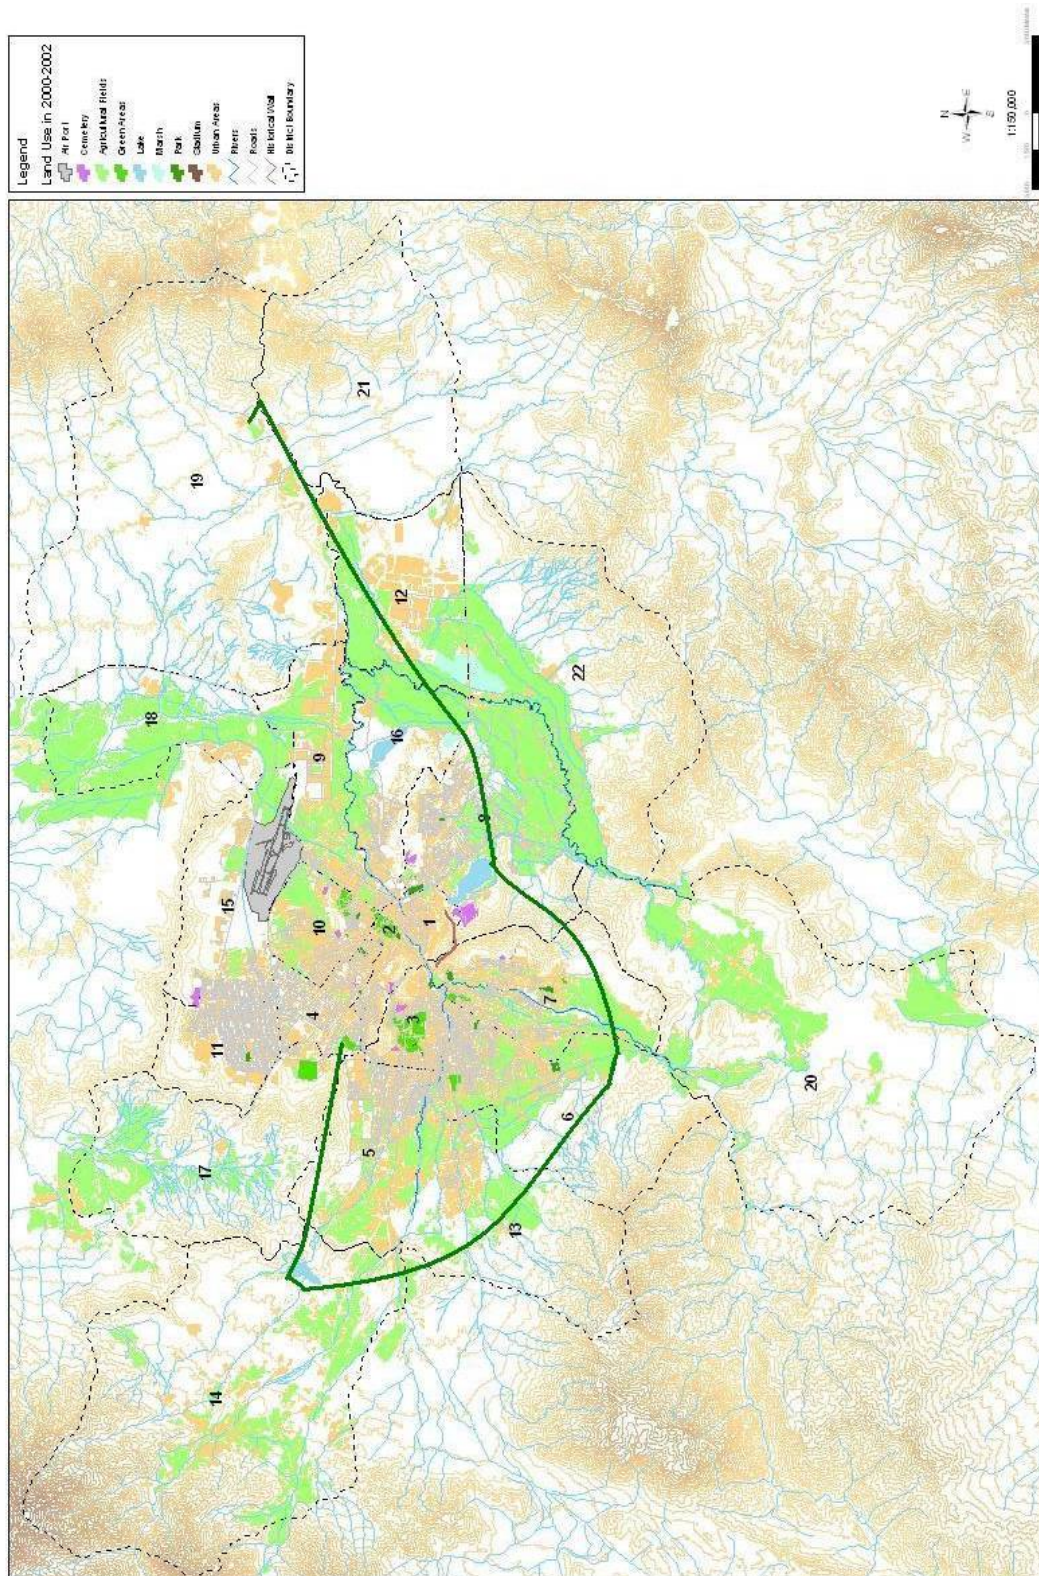 Legend
Land Use in 2000-2002
Air Port
Cemetery
Agricultural Fields
Green Areas
Lake
Marsh
Park
Stadium
Urban Areas
Rivers
Roads
Historical Wall
District Boundary
N
W E
S
1:150,000
14
17
11
15
18
19
5
4
10
9
21
3
2
1
16
12
13
6
7
8
22
20